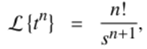 ℒ{tⁿ} = n!/sⁿ⁺¹,